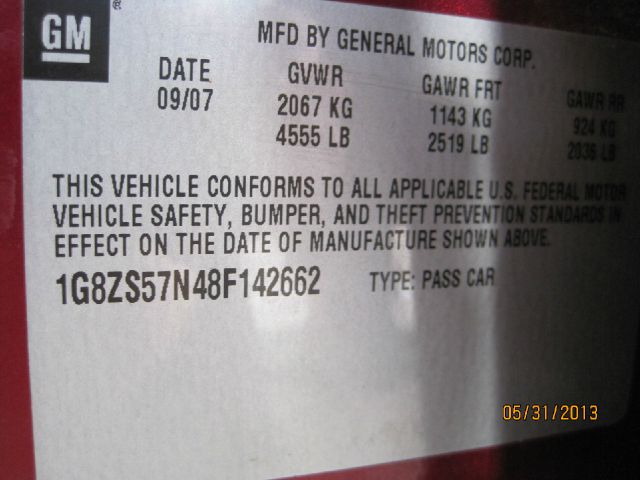 GM ®
MFD BY GENERAL MOTORS CORP.
DATE GVWR GAWR FRT GAWR RR
09/07 2067 KG 1143 KG 924 KG
4555 LB 2519 LB 2036 LB
THIS VEHICLE CONFORMS TO ALL APPLICABLE U.S. FEDERAL MOTOR
VEHICLE SAFETY, BUMPER, AND THEFT PREVENTION STANDARDS IN
EFFECT ON THE DATE OF MANUFACTURE SHOWN ABOVE.
1G8ZS57N48F142662 TYPE: PASS CAR
05/31/2013